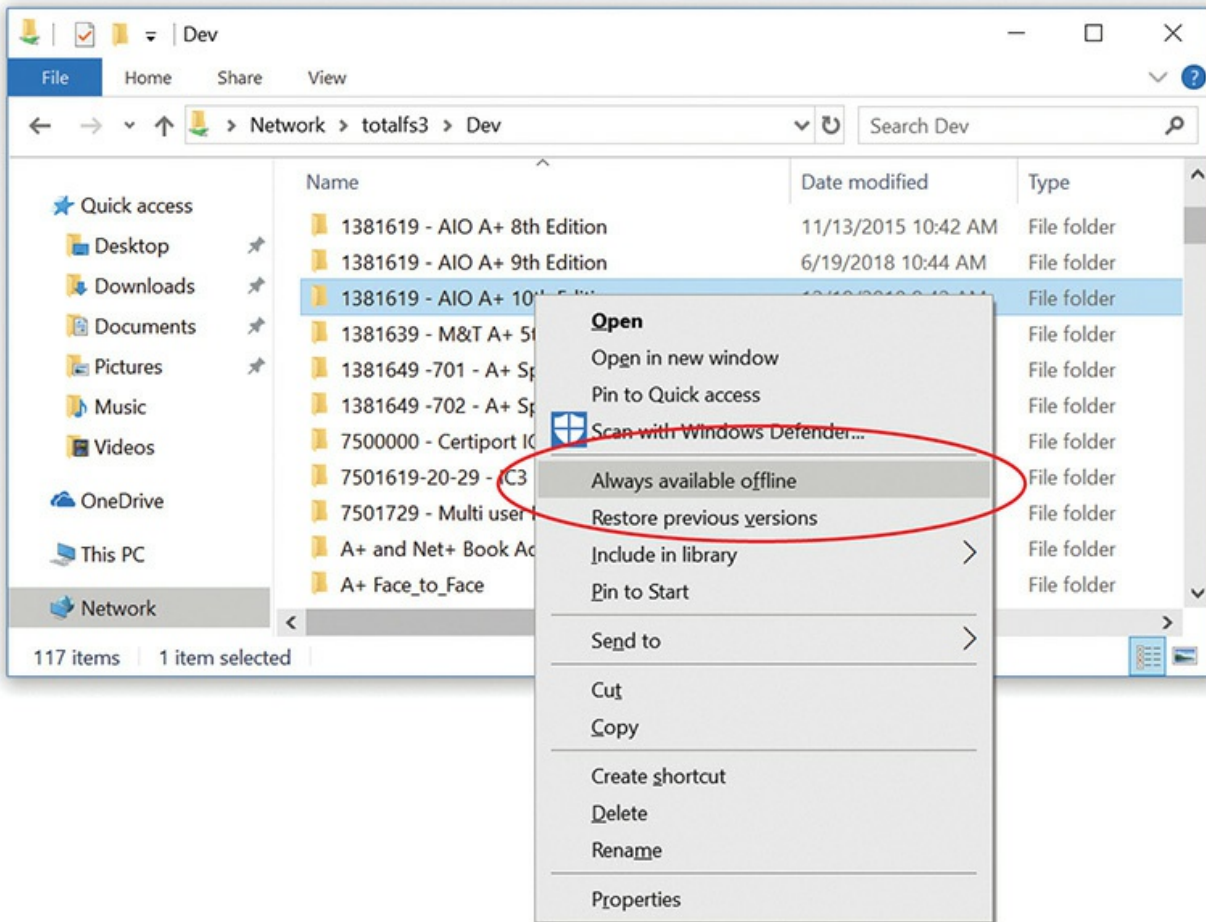 Dev
File Home Share View
Network > totalfs3 > Dev Search Dev
Name Date modified Type
Quick access
Desktop
Downloads
Documents
Pictures
Music
Videos
OneDrive
This PC
Network
1381619 - AIO A+ 8th Edition 11/13/2015 10:42 AM File folder
1381619 - AIO A+ 9th Edition 6/19/2018 10:44 AM File folder
1381619 - AIO A+ File folder
1381639 - M&T A+ File folder
1381649 -701 - A+ File folder
1381649 -702 - A+ File folder
7500000 - Certiport File folder
7501619-20-29 - IC3 File folder
7501729 - Multi user File folder
A+ and Net+ Book File folder
A+ Face_to_Face File folder
117 items 1 item selected
Open
Open in new window
Pin to Quick access
Scan with Windows Defender...
Always available offline
Restore previous versions
Include in library >
Pin to Start
Send to >
Cut
Copy
Create shortcut
Delete
Rename
Properties